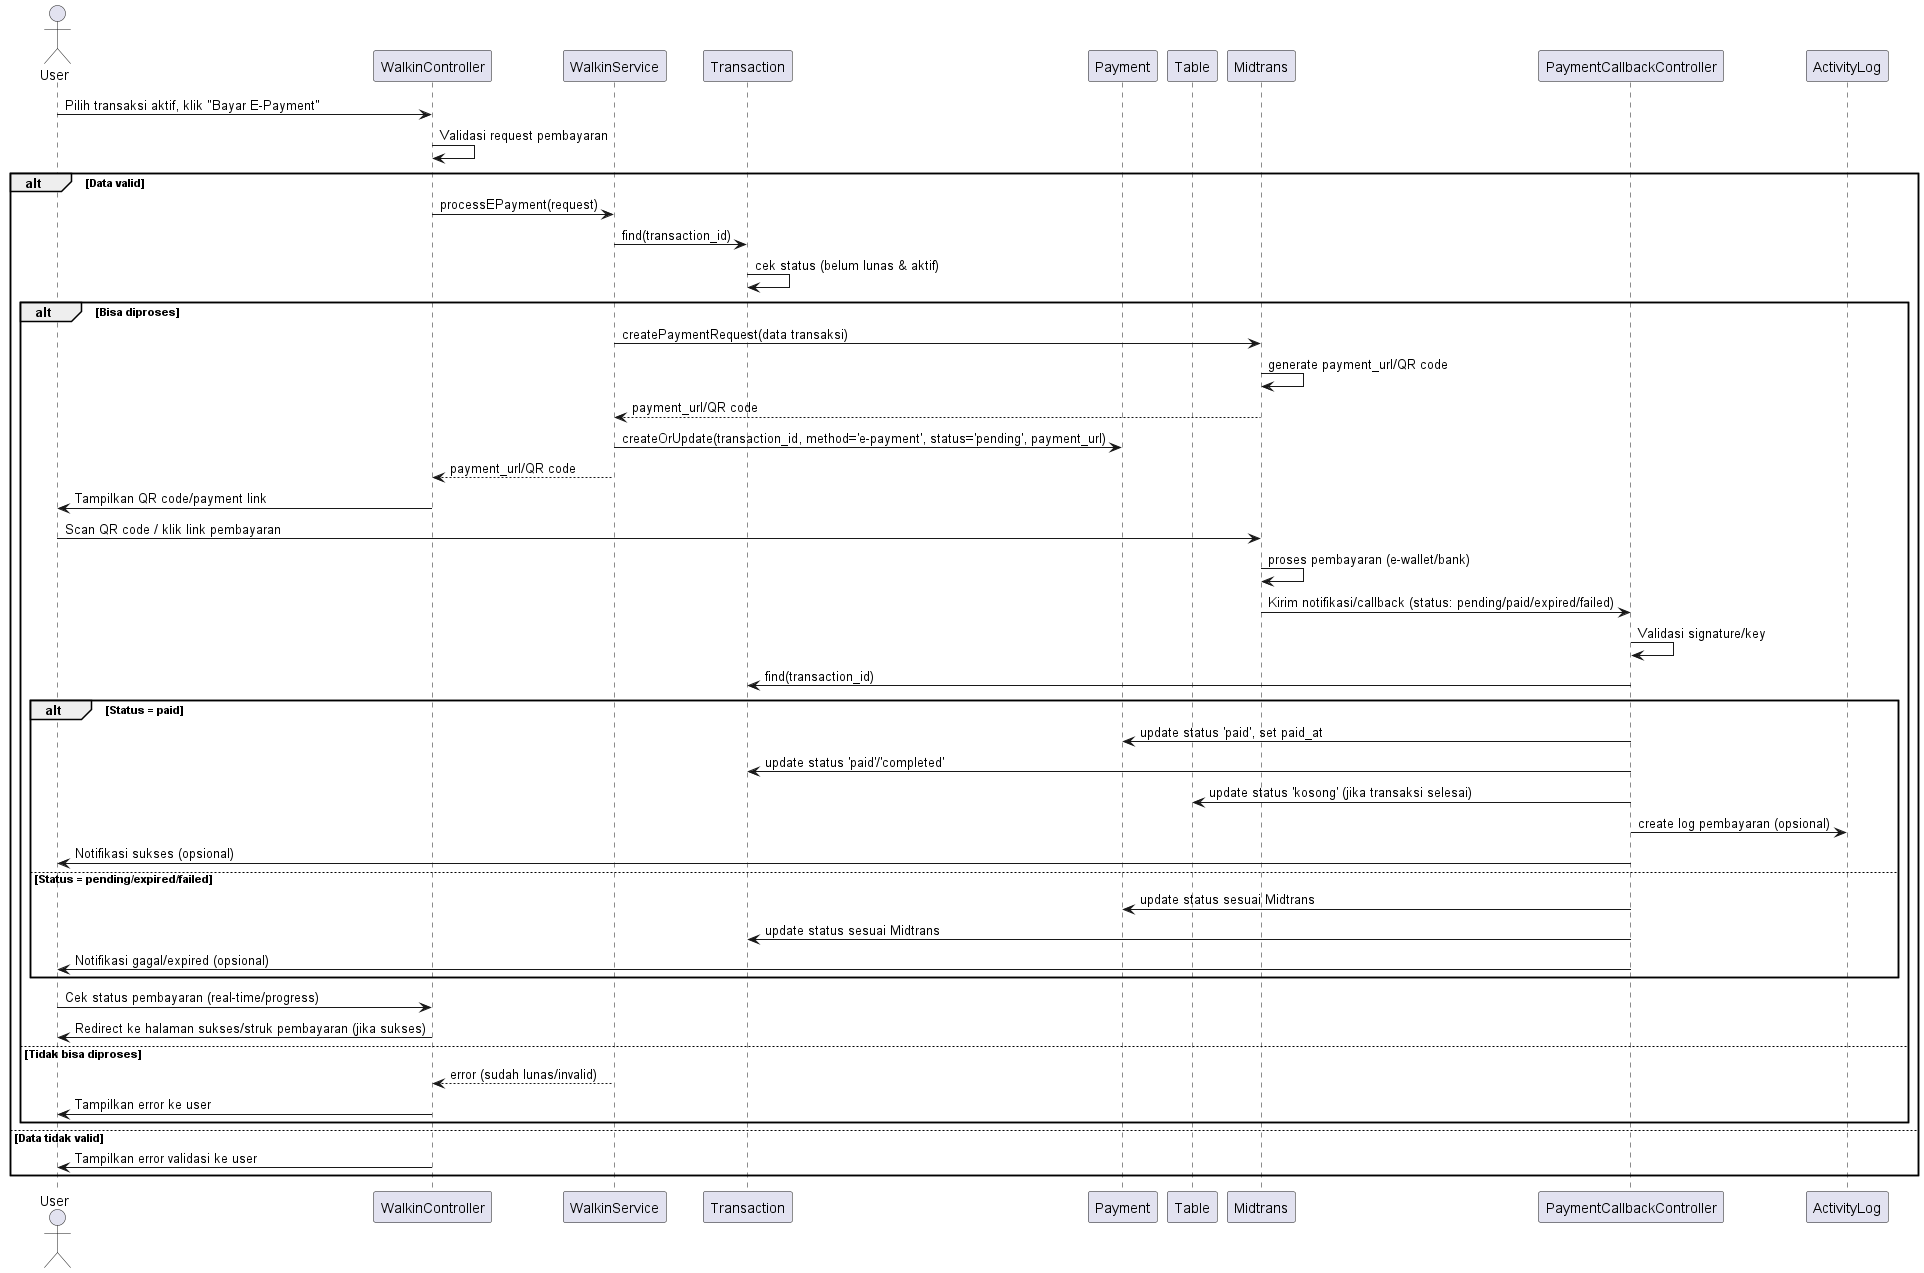 User
WalkinController
WalkinService
Transaction
Payment
Table
Midtrans
PaymentCallbackController
ActivityLog
Pilih transaksi aktif, klik "Bayar E-Payment"
Validasi request pembayaran
alt [Data valid]
processEPayment(request)
find(transaction_id)
cek status (belum lunas & aktif)
alt [Bisa diproses]
createPaymentRequest(data transaksi)
generate payment_url/QR code
payment_url/QR code
createOrUpdate(transaction_id, method='e-payment', status='pending', payment_url)
payment_url/QR code
Tampilkan QR code/payment link
Scan QR code / klik link pembayaran
proses pembayaran (e-wallet/bank)
Kirim notifikasi/callback (status: pending/paid/expired/failed)
Validasi signature/key
find(transaction_id)
alt [Status = paid]
update status 'paid', set paid_at
update status 'paid'/'completed'
update status 'kosong' (jika transaksi selesai)
create log pembayaran (opsional)
Notifikasi sukses (opsional)
[Status = pending/expired/failed]
update status sesuai Midtrans
update status sesuai Midtrans
Notifikasi gagal/expired (opsional)
Cek status pembayaran (real-time/progress)
Redirect ke halaman sukses/struk pembayaran (jika sukses)
[Tidak bisa diproses]
error (sudah lunas/invalid)
Tampilkan error ke user
[Data tidak valid]
Tampilkan error validasi ke user
User
WalkinController
WalkinService
Transaction
Payment
Table
Midtrans
PaymentCallbackController
ActivityLog